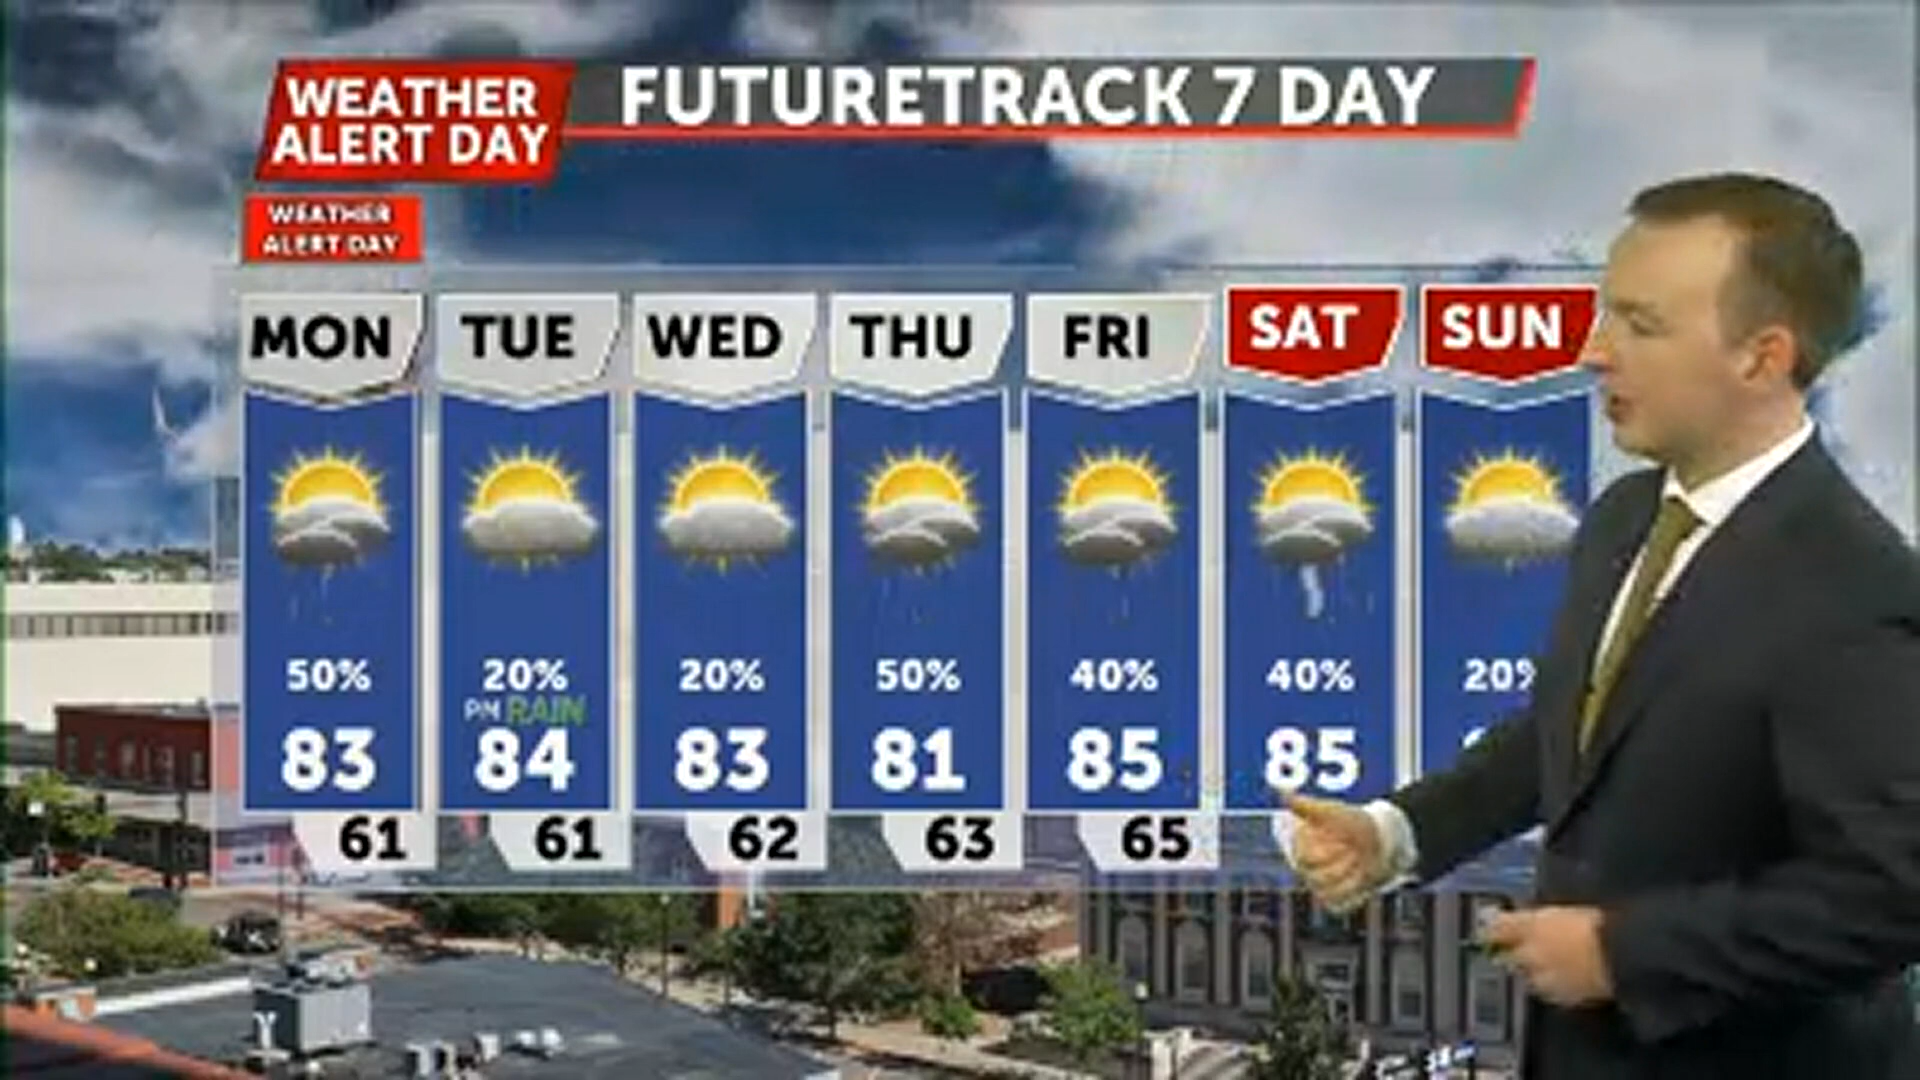 WEATHER
ALERT DAY
FUTURETRACK 7 DAY
WEATHER
ALERT DAY
MON TUE WED THU FRI SAT SUN
50% 20% 20% 50% 40% 40% 20%
PM RAIN
83 84 83 81 85 85
61 61 62 63 65